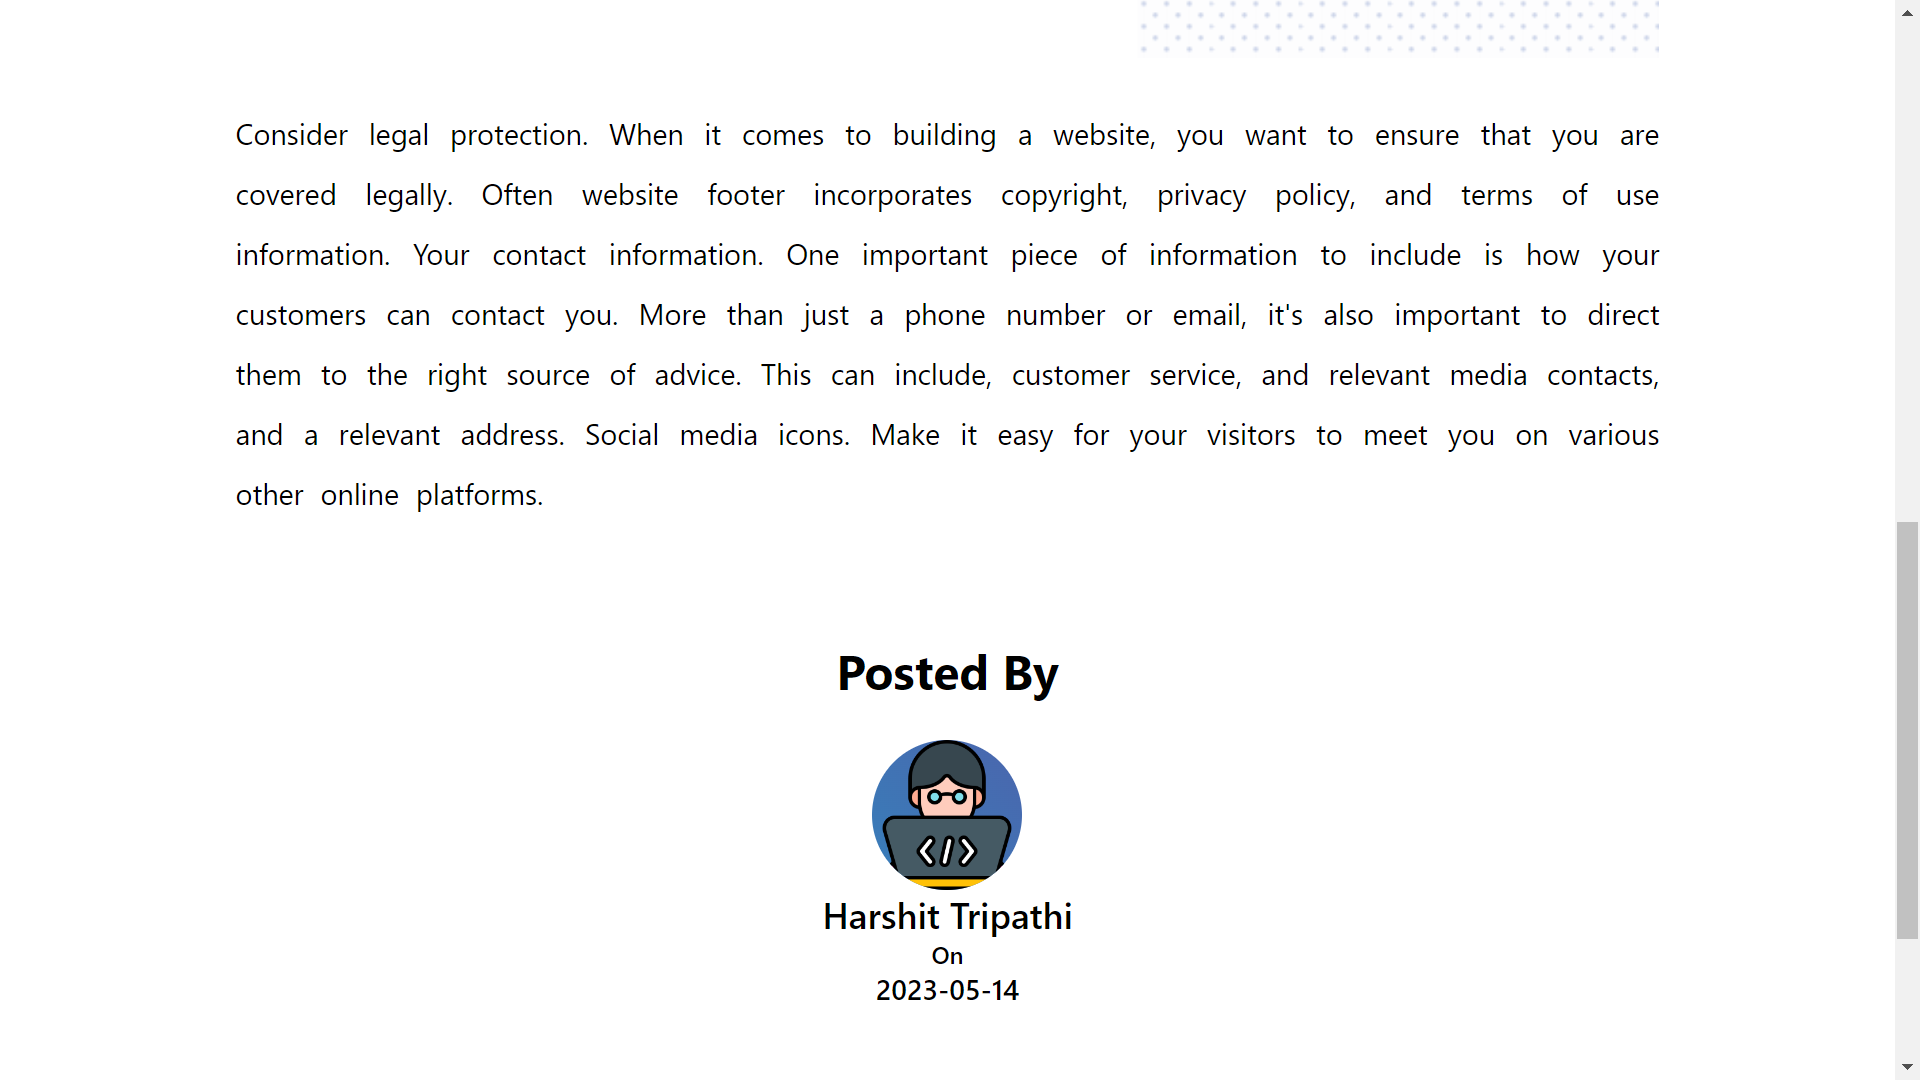 Consider legal protection. When it comes to building a website, you want to ensure that you are
covered legally. Often website footer incorporates copyright, privacy policy, and terms of use
information. Your contact information. One important piece of information to include is how your
customers can contact you. More than just a phone number or email, it's also important to direct
them to the right source of advice. This can include, customer service, and relevant media contacts,
and a relevant address. Social media icons. Make it easy for your visitors to meet you on various
other online platforms.
Posted By
</>
Harshit Tripathi
On
2023-05-14